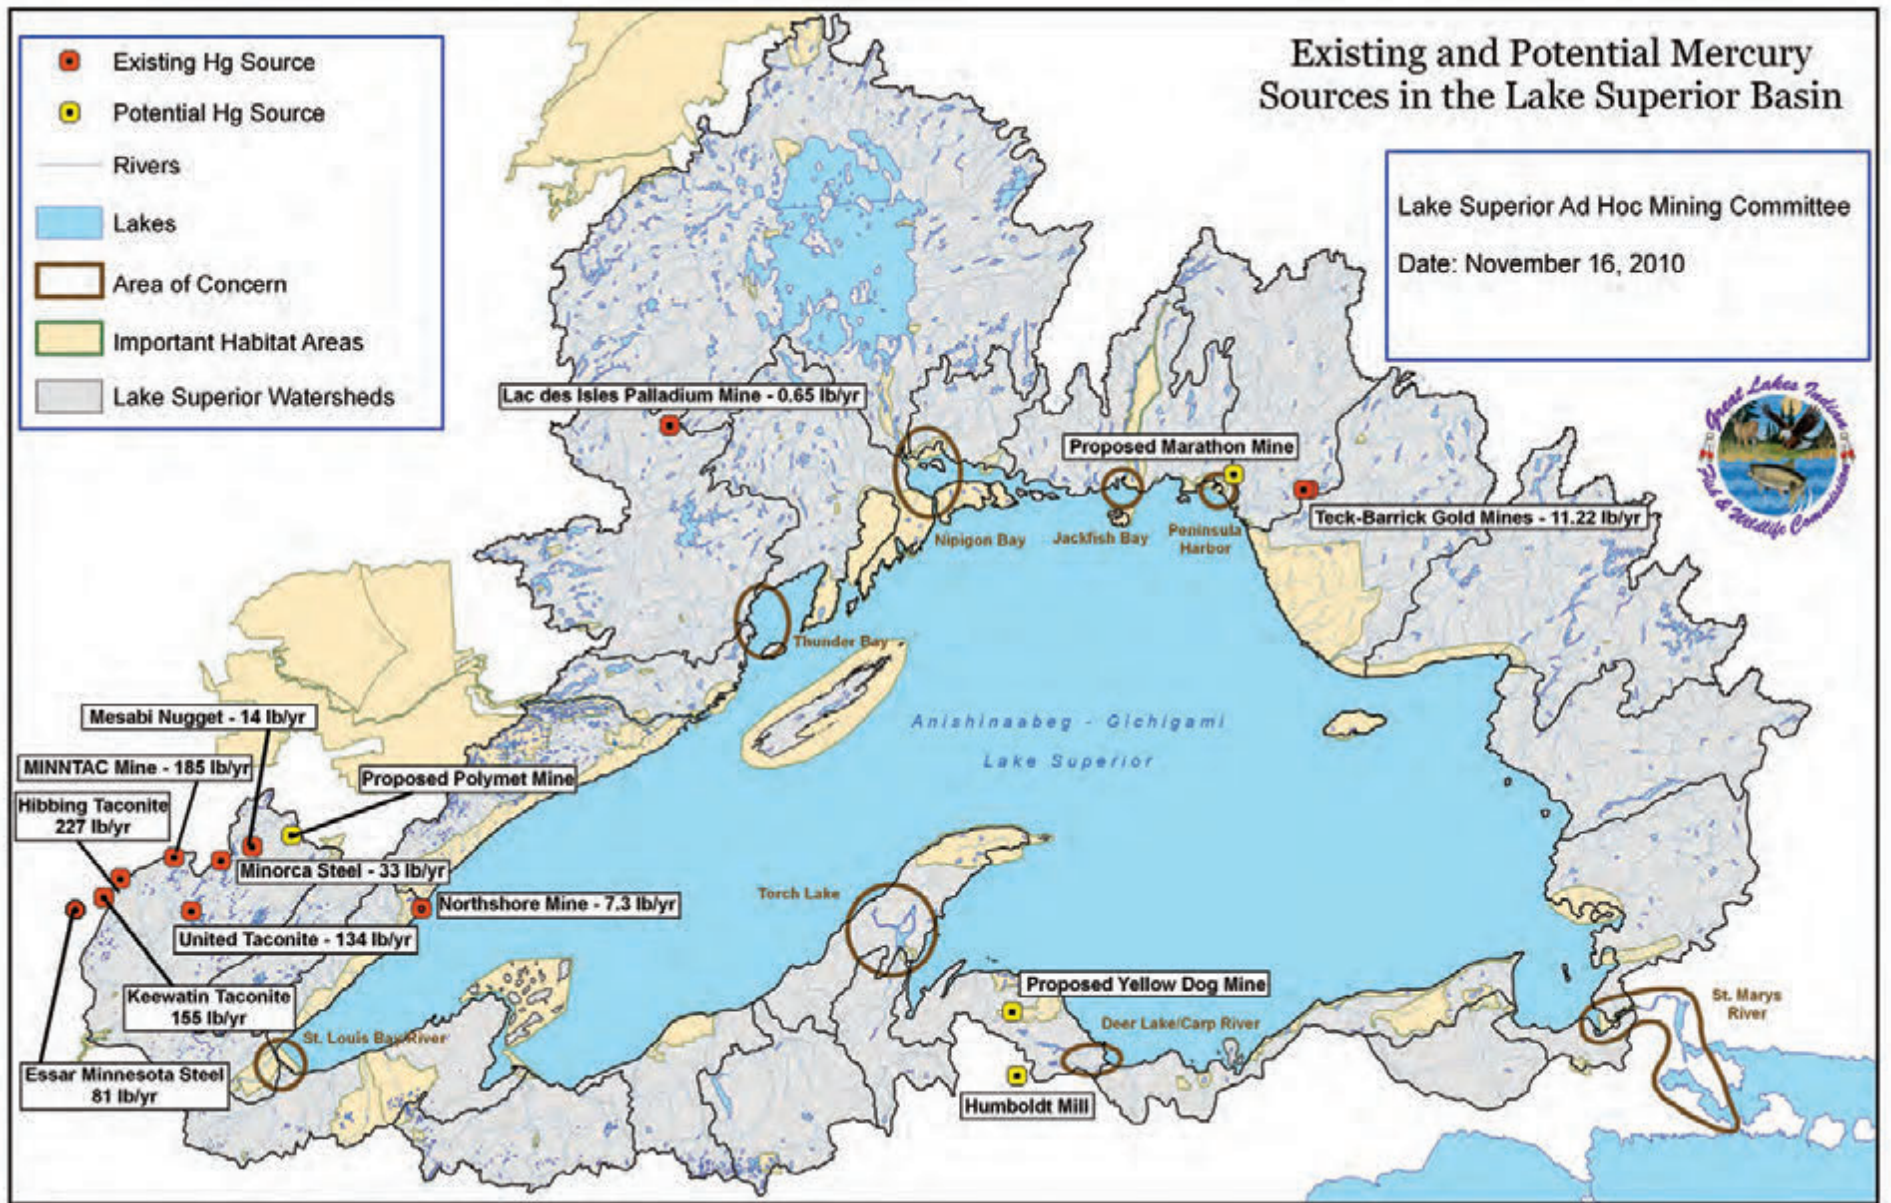 Existing and Potential Mercury
Sources in the Lake Superior Basin
Existing Hg Source
Potential Hg Source
Rivers
Lakes
Area of Concern
Important Habitat Areas
Lake Superior Watersheds
Lake Superior Ad Hoc Mining Committee
Date: November 16, 2010
Great Lakes Indian
Fish & Wildlife Commission
Lac des Isles Palladium Mine - 0.65 lb/yr
Proposed Marathon Mine
Teck-Barrick Gold Mines - 11.22 lb/yr
Nipigon Bay
Jackfish Bay
Peninsula
Harbor
Thunder Bay
Anishinaabeg - Gichigami
Lake Superior
Mesabi Nugget - 14 lb/yr
MINNTAC Mine - 185 lb/yr
Proposed Polymet Mine
Hibbing Taconite
227 lb/yr
Minorca Steel - 33 lb/yr
Northshore Mine - 7.3 lb/yr
Torch Lake
United Taconite - 134 lb/yr
Keewatin Taconite
155 lb/yr
Proposed Yellow Dog Mine
Deer Lake/Carp River
St. Marys
River
St. Louis Bay/River
Essar Minnesota Steel
81 lb/yr
Humboldt Mill